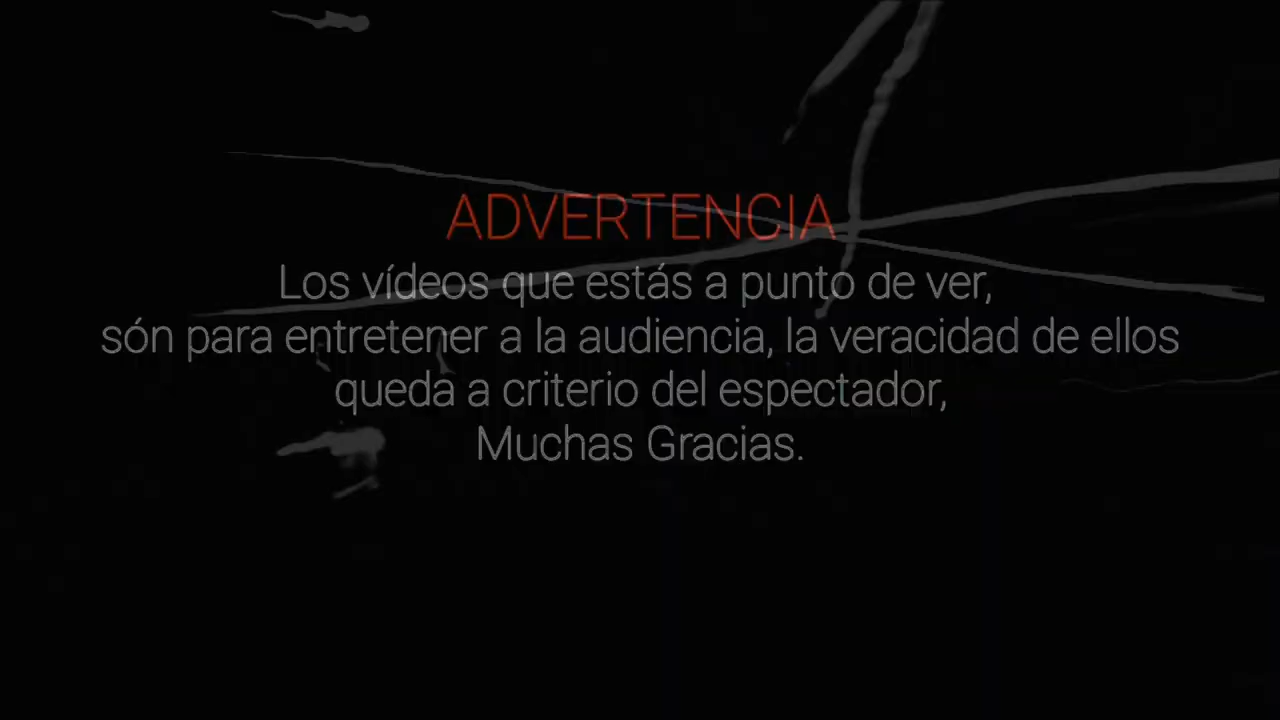 ADVERTENCIA
Los vídeos que estás a punto de ver,
són para entretener a la audiencia, la veracidad de ellos
queda a criterio del espectador,
Muchas Gracias.